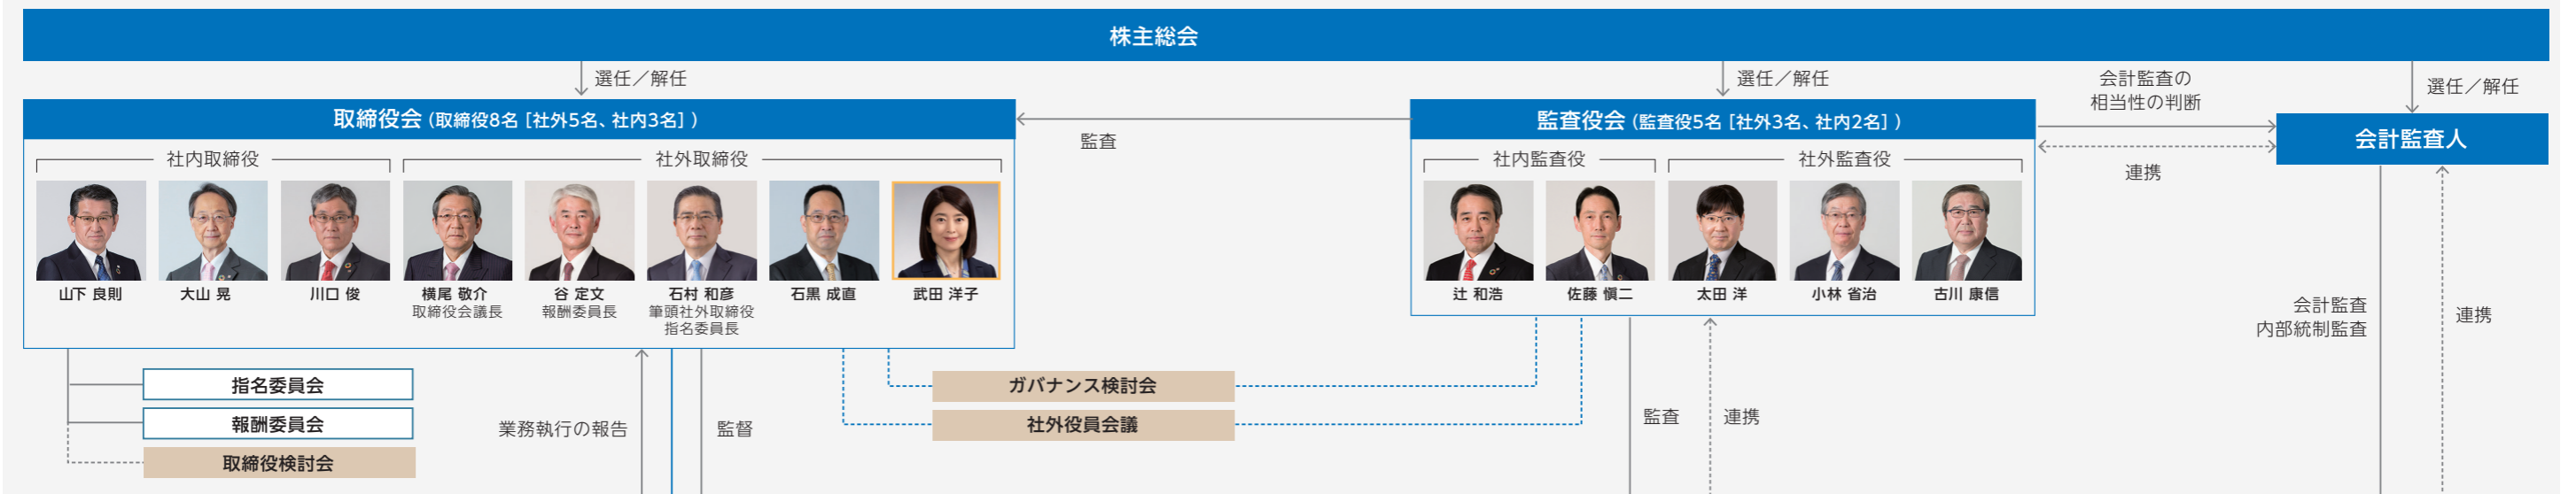 株主総会
選任／解任
選任／解任
会計監査の
相当性の判断
選任／解任
取締役会（取締役8名［社外5名、社内3名］）
監査
監査役会（監査役5名［社外3名、社内2名］）
会計監査人
連携
社内取締役
社外取締役
社内監査役
社外監査役
山下 良則
大山 晃
川口 俊
横尾 敬介
取締役会議長
谷 定文
報酬委員長
石村 和彦
筆頭社外取締役
指名委員長
石黒 成直
武田 洋子
辻 和浩
佐藤 愼二
太田 洋
小林 省治
古川 康信
会計監査
内部統制監査
連携
指名委員会
報酬委員会
取締役検討会
業務執行の報告
監督
ガバナンス検討会
社外役員会議
監査
連携